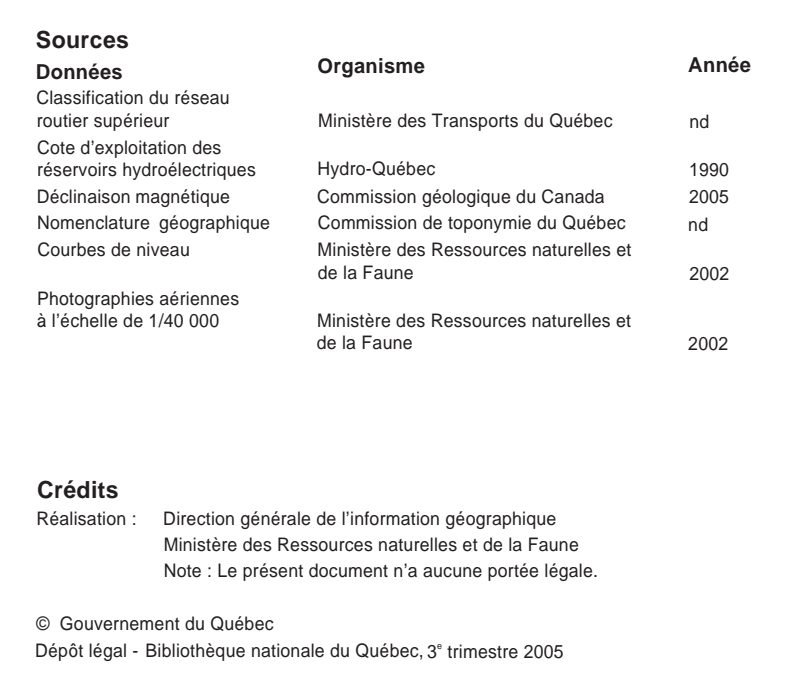 Sources
Données Organisme Année
Classification du réseau
routier supérieur Ministère des Transports du Québec nd
Cote d'exploitation des
réservoirs hydroélectriques Hydro-Québec 1990
Déclinaison magnétique Commission géologique du Canada 2005
Nomenclature géographique Commission de toponymie du Québec nd
Courbes de niveau Ministère des Ressources naturelles et
de la Faune 2002
Photographies aériennes
à l'échelle de 1/40 000 Ministère des Ressources naturelles et
de la Faune 2002
Crédits
Réalisation : Direction générale de l'information géographique
Ministère des Ressources naturelles et de la Faune
Note : Le présent document n'a aucune portée légale.
© Gouvernement du Québec
Dépôt légal - Bibliothèque nationale du Québec, 3e trimestre 2005